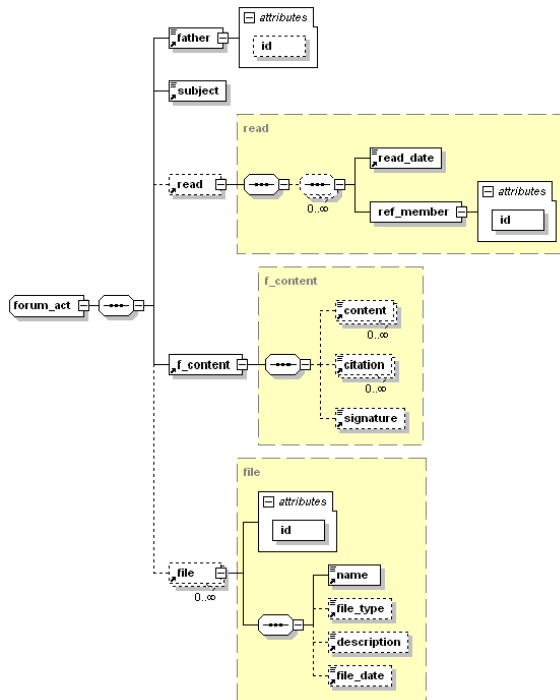 attributes
father
id
subject
read
read
read_date
0..∞
attributes
ref_member
id
forum_act
f_content
f_content
content
0..∞
citation
0..∞
signature
file
attributes
id
file
0..∞
name
file_type
description
file_date